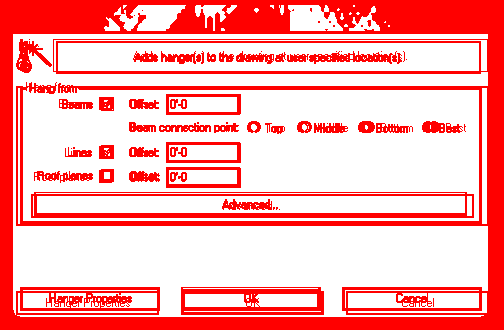 Adds hanger(s) to the drawing at user specified location(s).
Hang from
Beams Offset: 0'-0
Beam connection point: Top Middle Bottom Best
Lines Offset: 0'-0
Roof planes Offset: 0'-0
Advanced...
Hanger Properties OK Cancel